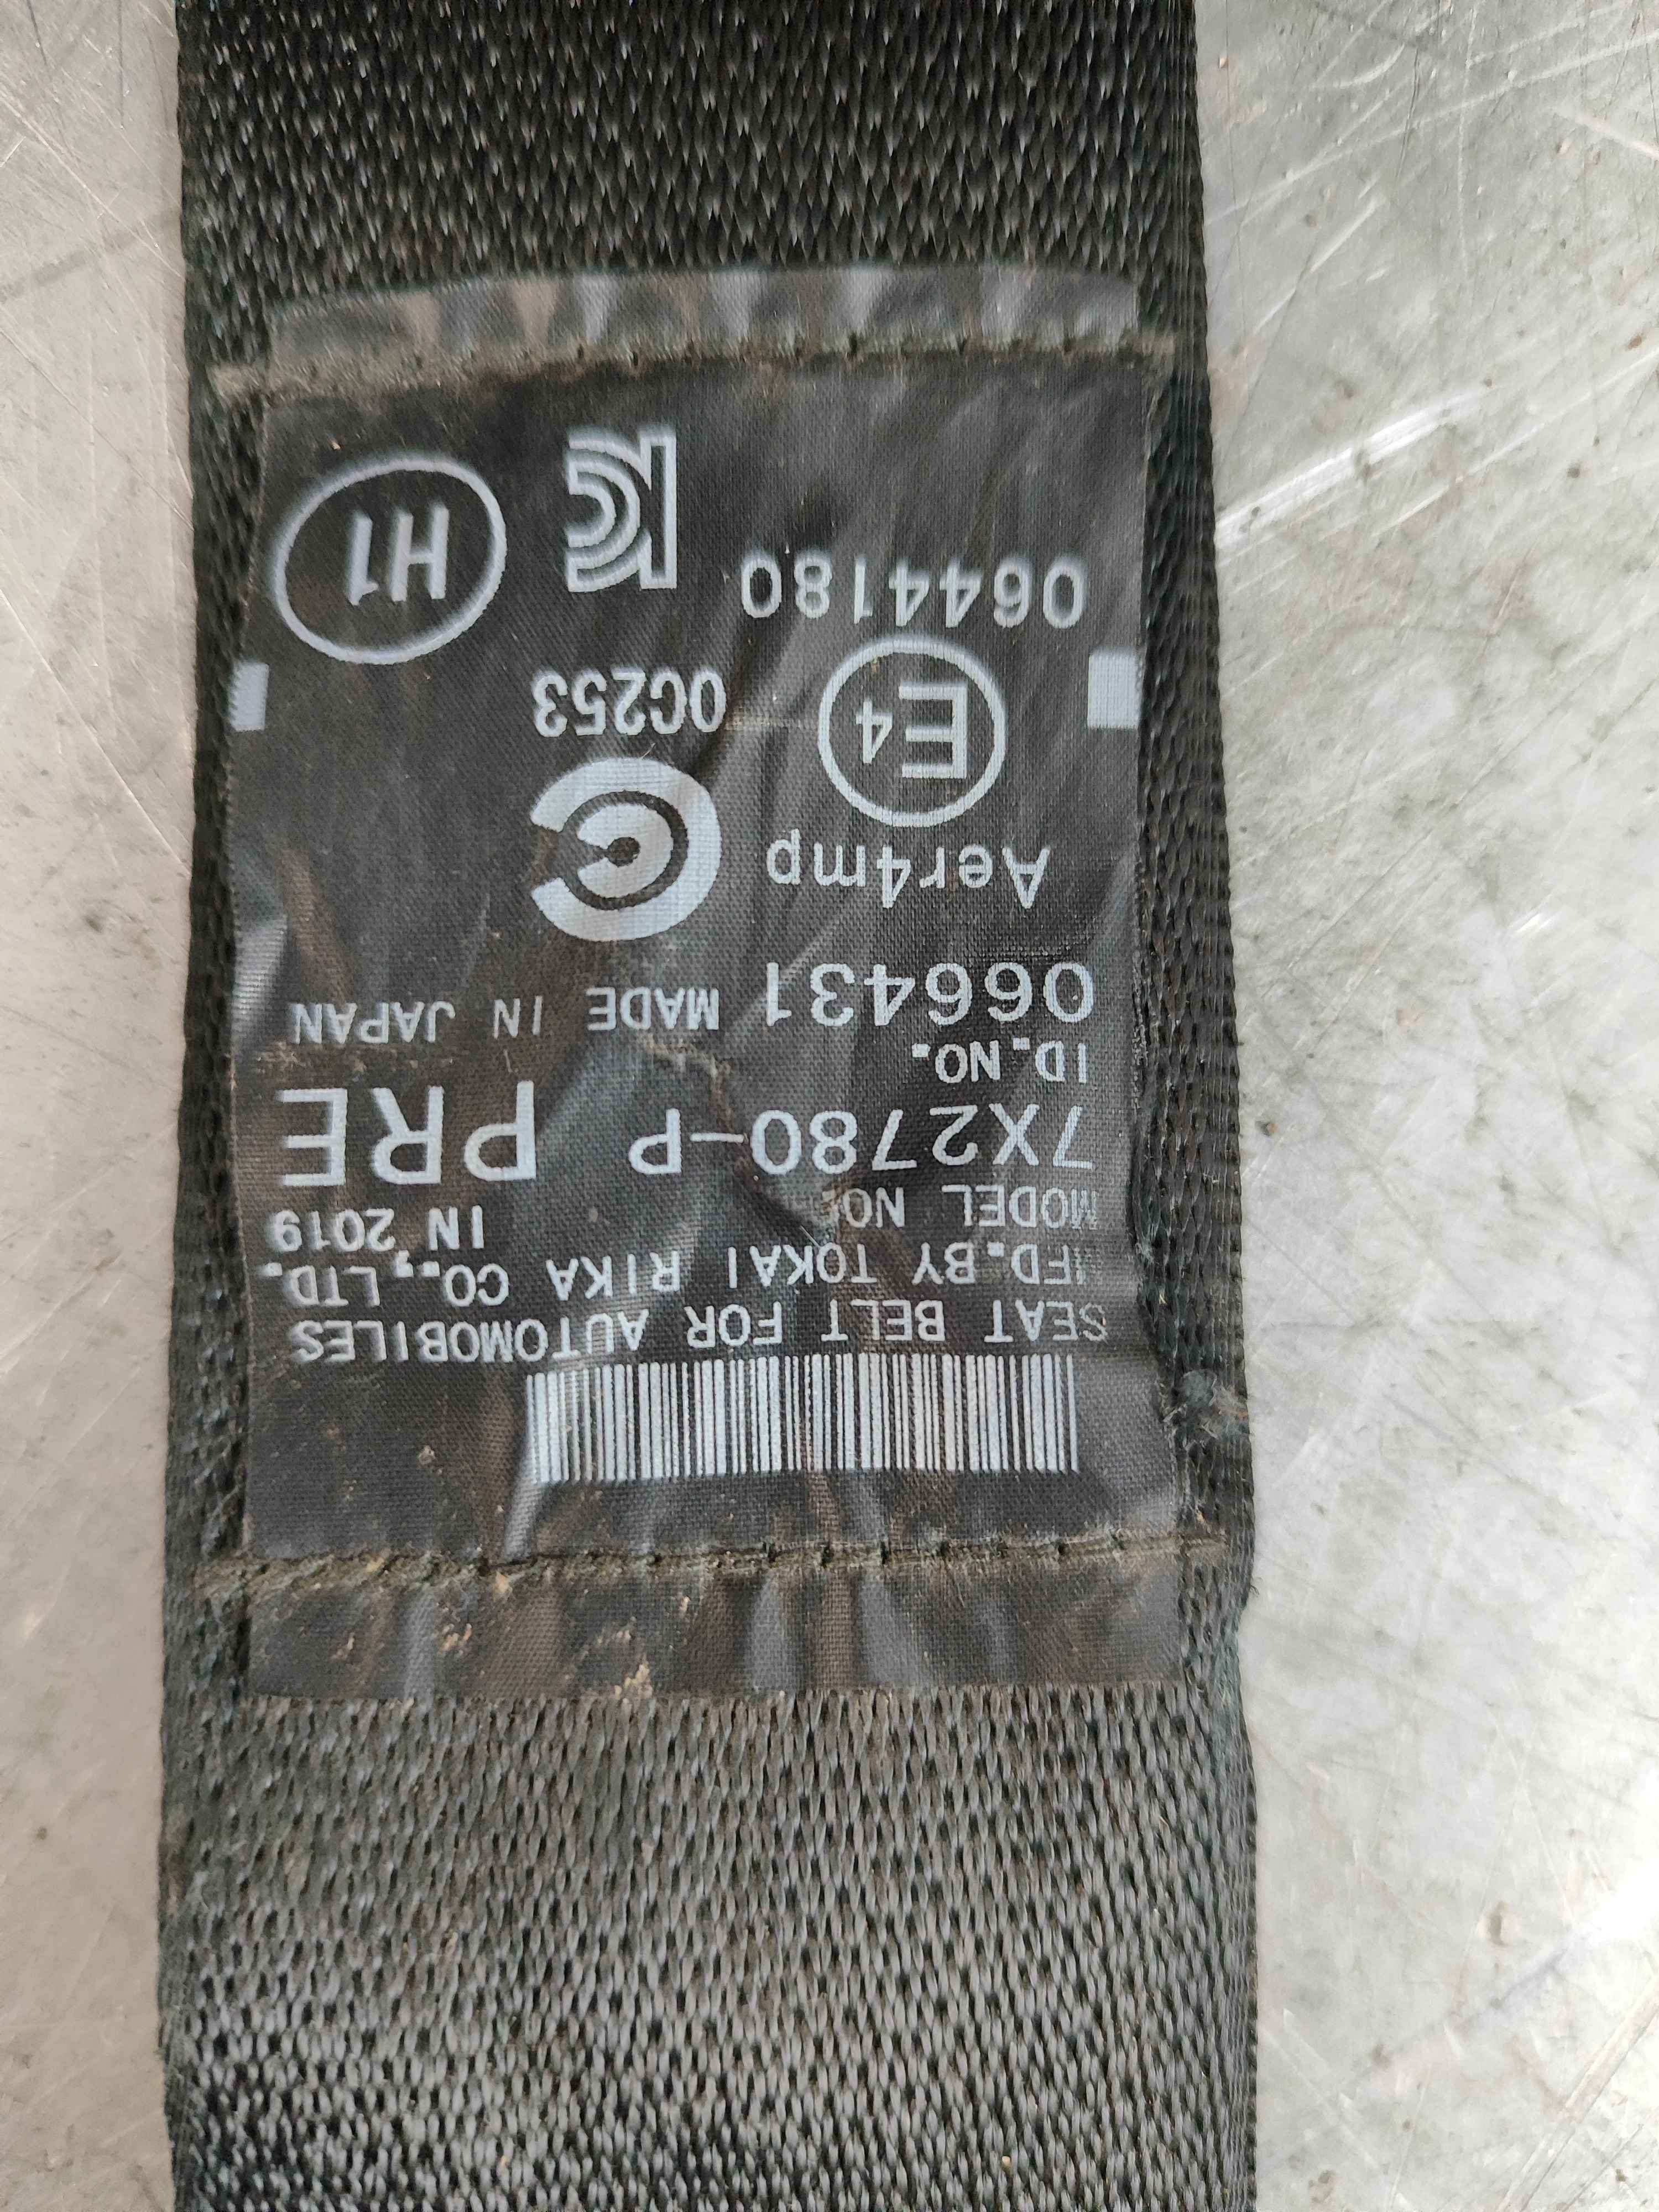 SEAT BELT FOR AUTOMOBILES
MFD.BY TOKAI RIKA CO.,LTD.
MODEL NO. IN 2019
7X2780-P PRE
ID.NO.
066431 MADE IN JAPAN
Aer4mp
E4 0C253
0644180 H1